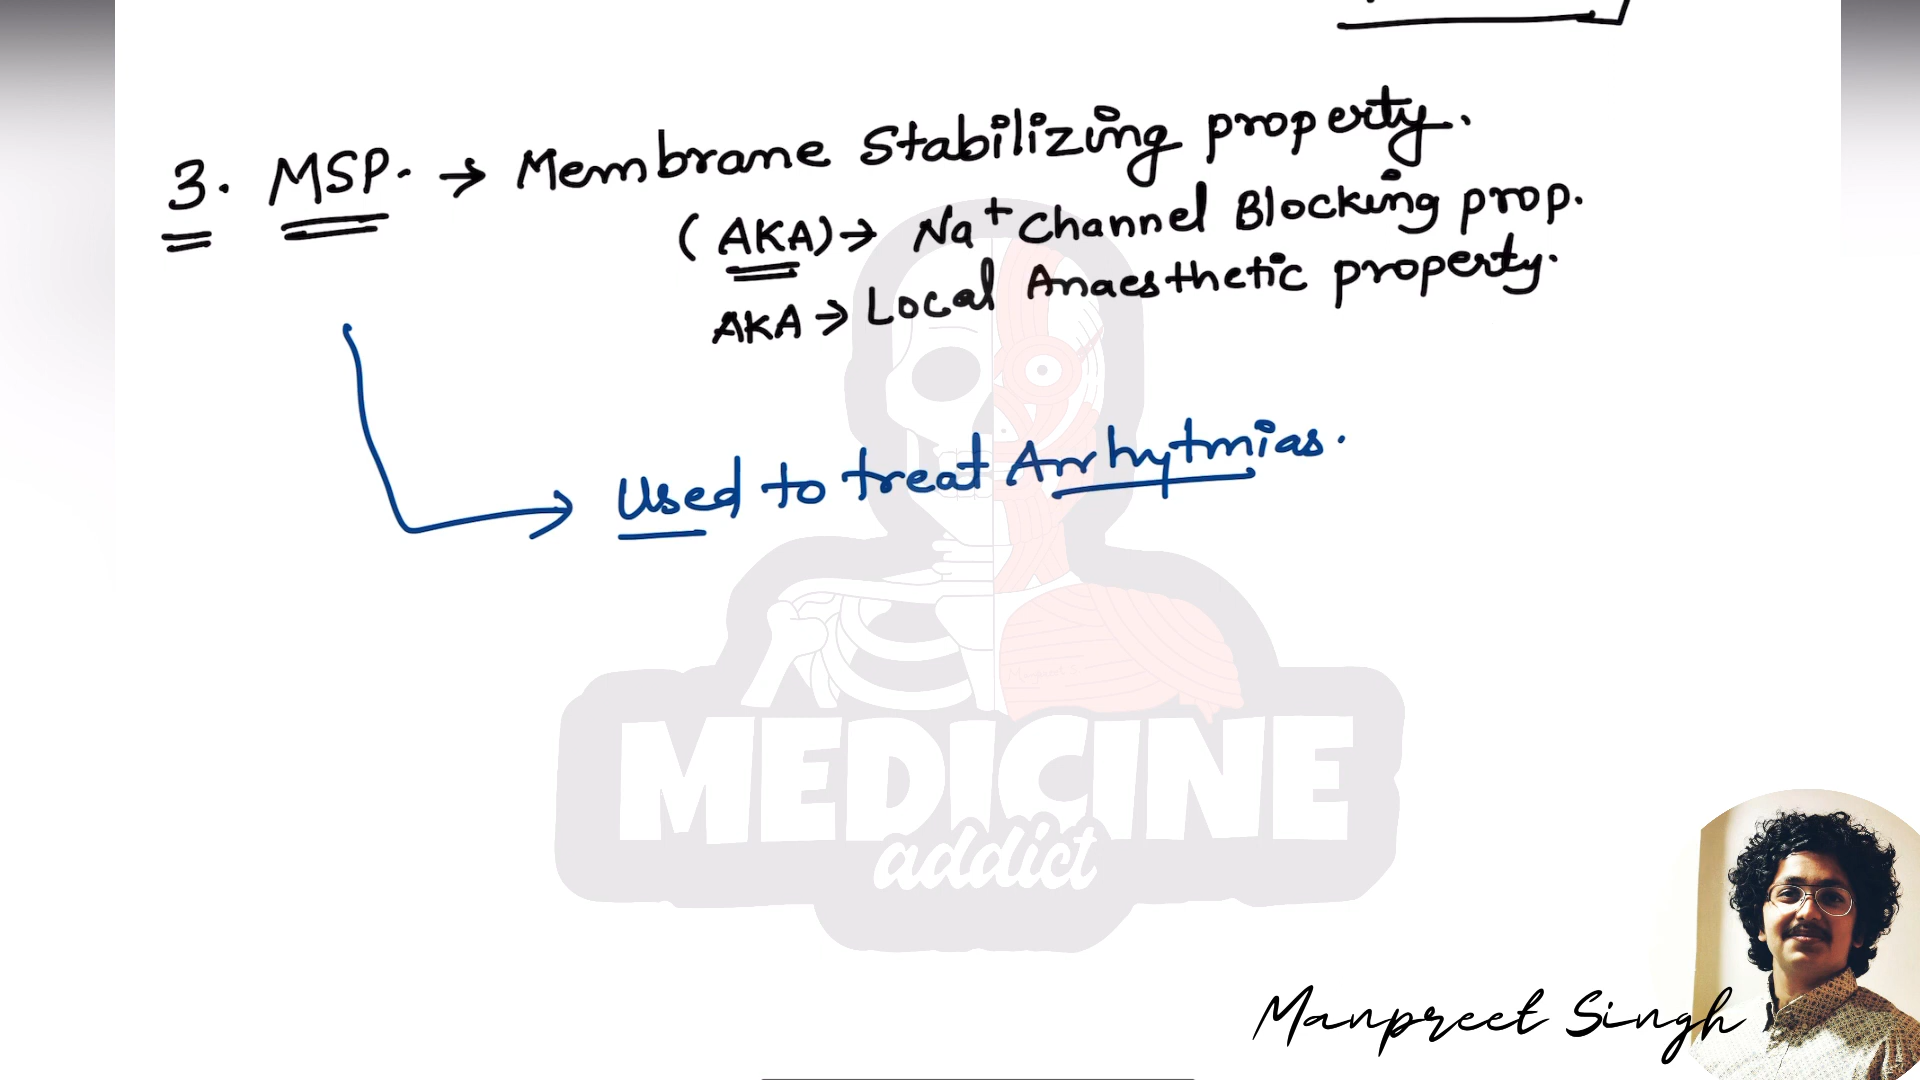 3. MSP. → Membrane Stabilizing property.
(AKA) → Na+ Channel Blocking prop.
AKA → Local Anaesthetic property.
Used to treat Arrhytmias.
MEDICINE
addict
Manpreet Singh